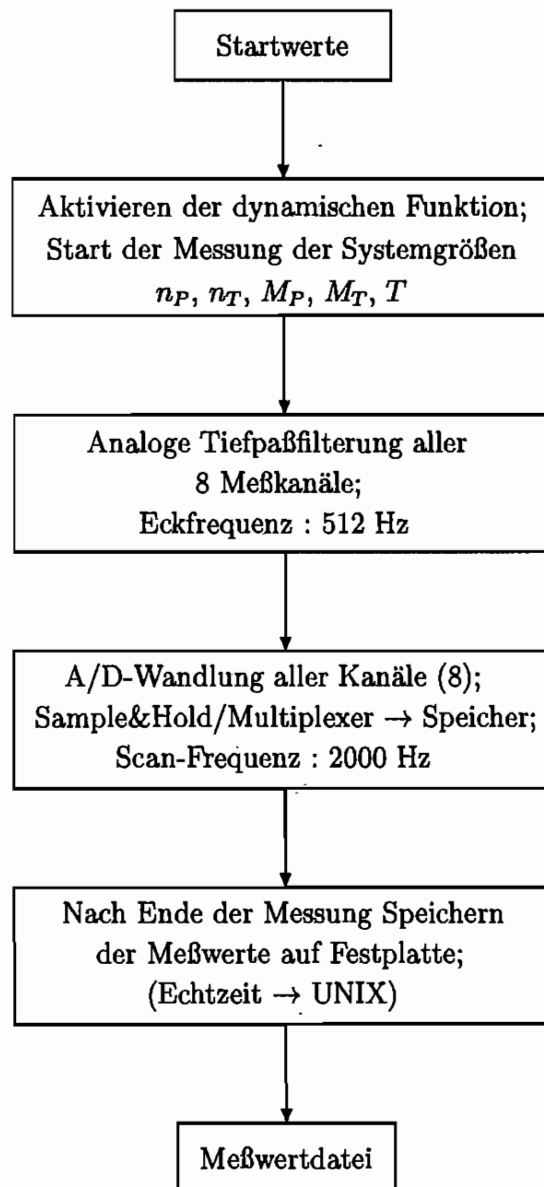 Startwerte
Aktivieren der dynamischen Funktion;
Start der Messung der Systemgrößen
n_P, n_T, M_P, M_T, T
Analoge Tiefpaßfilterung aller
8 Meßkanäle;
Eckfrequenz : 512 Hz
A/D-Wandlung aller Kanäle (8);
Sample&Hold/Multiplexer → Speicher;
Scan-Frequenz : 2000 Hz
Nach Ende der Messung Speichern
der Meßwerte auf Festplatte;
(Echtzeit → UNIX)
Meßwertdatei